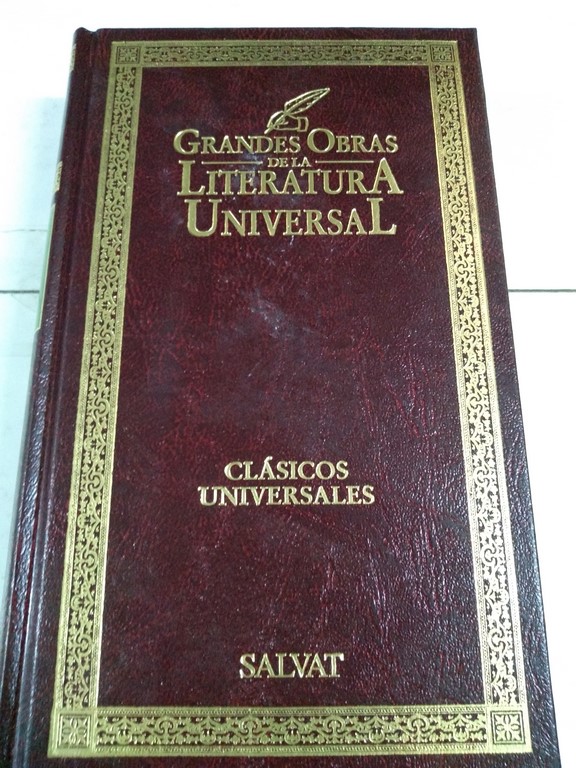 GRANDES OBRAS
DE LA
LITERATURA
UNIVERSAL
CLÁSICOS
UNIVERSALES
SALVAT